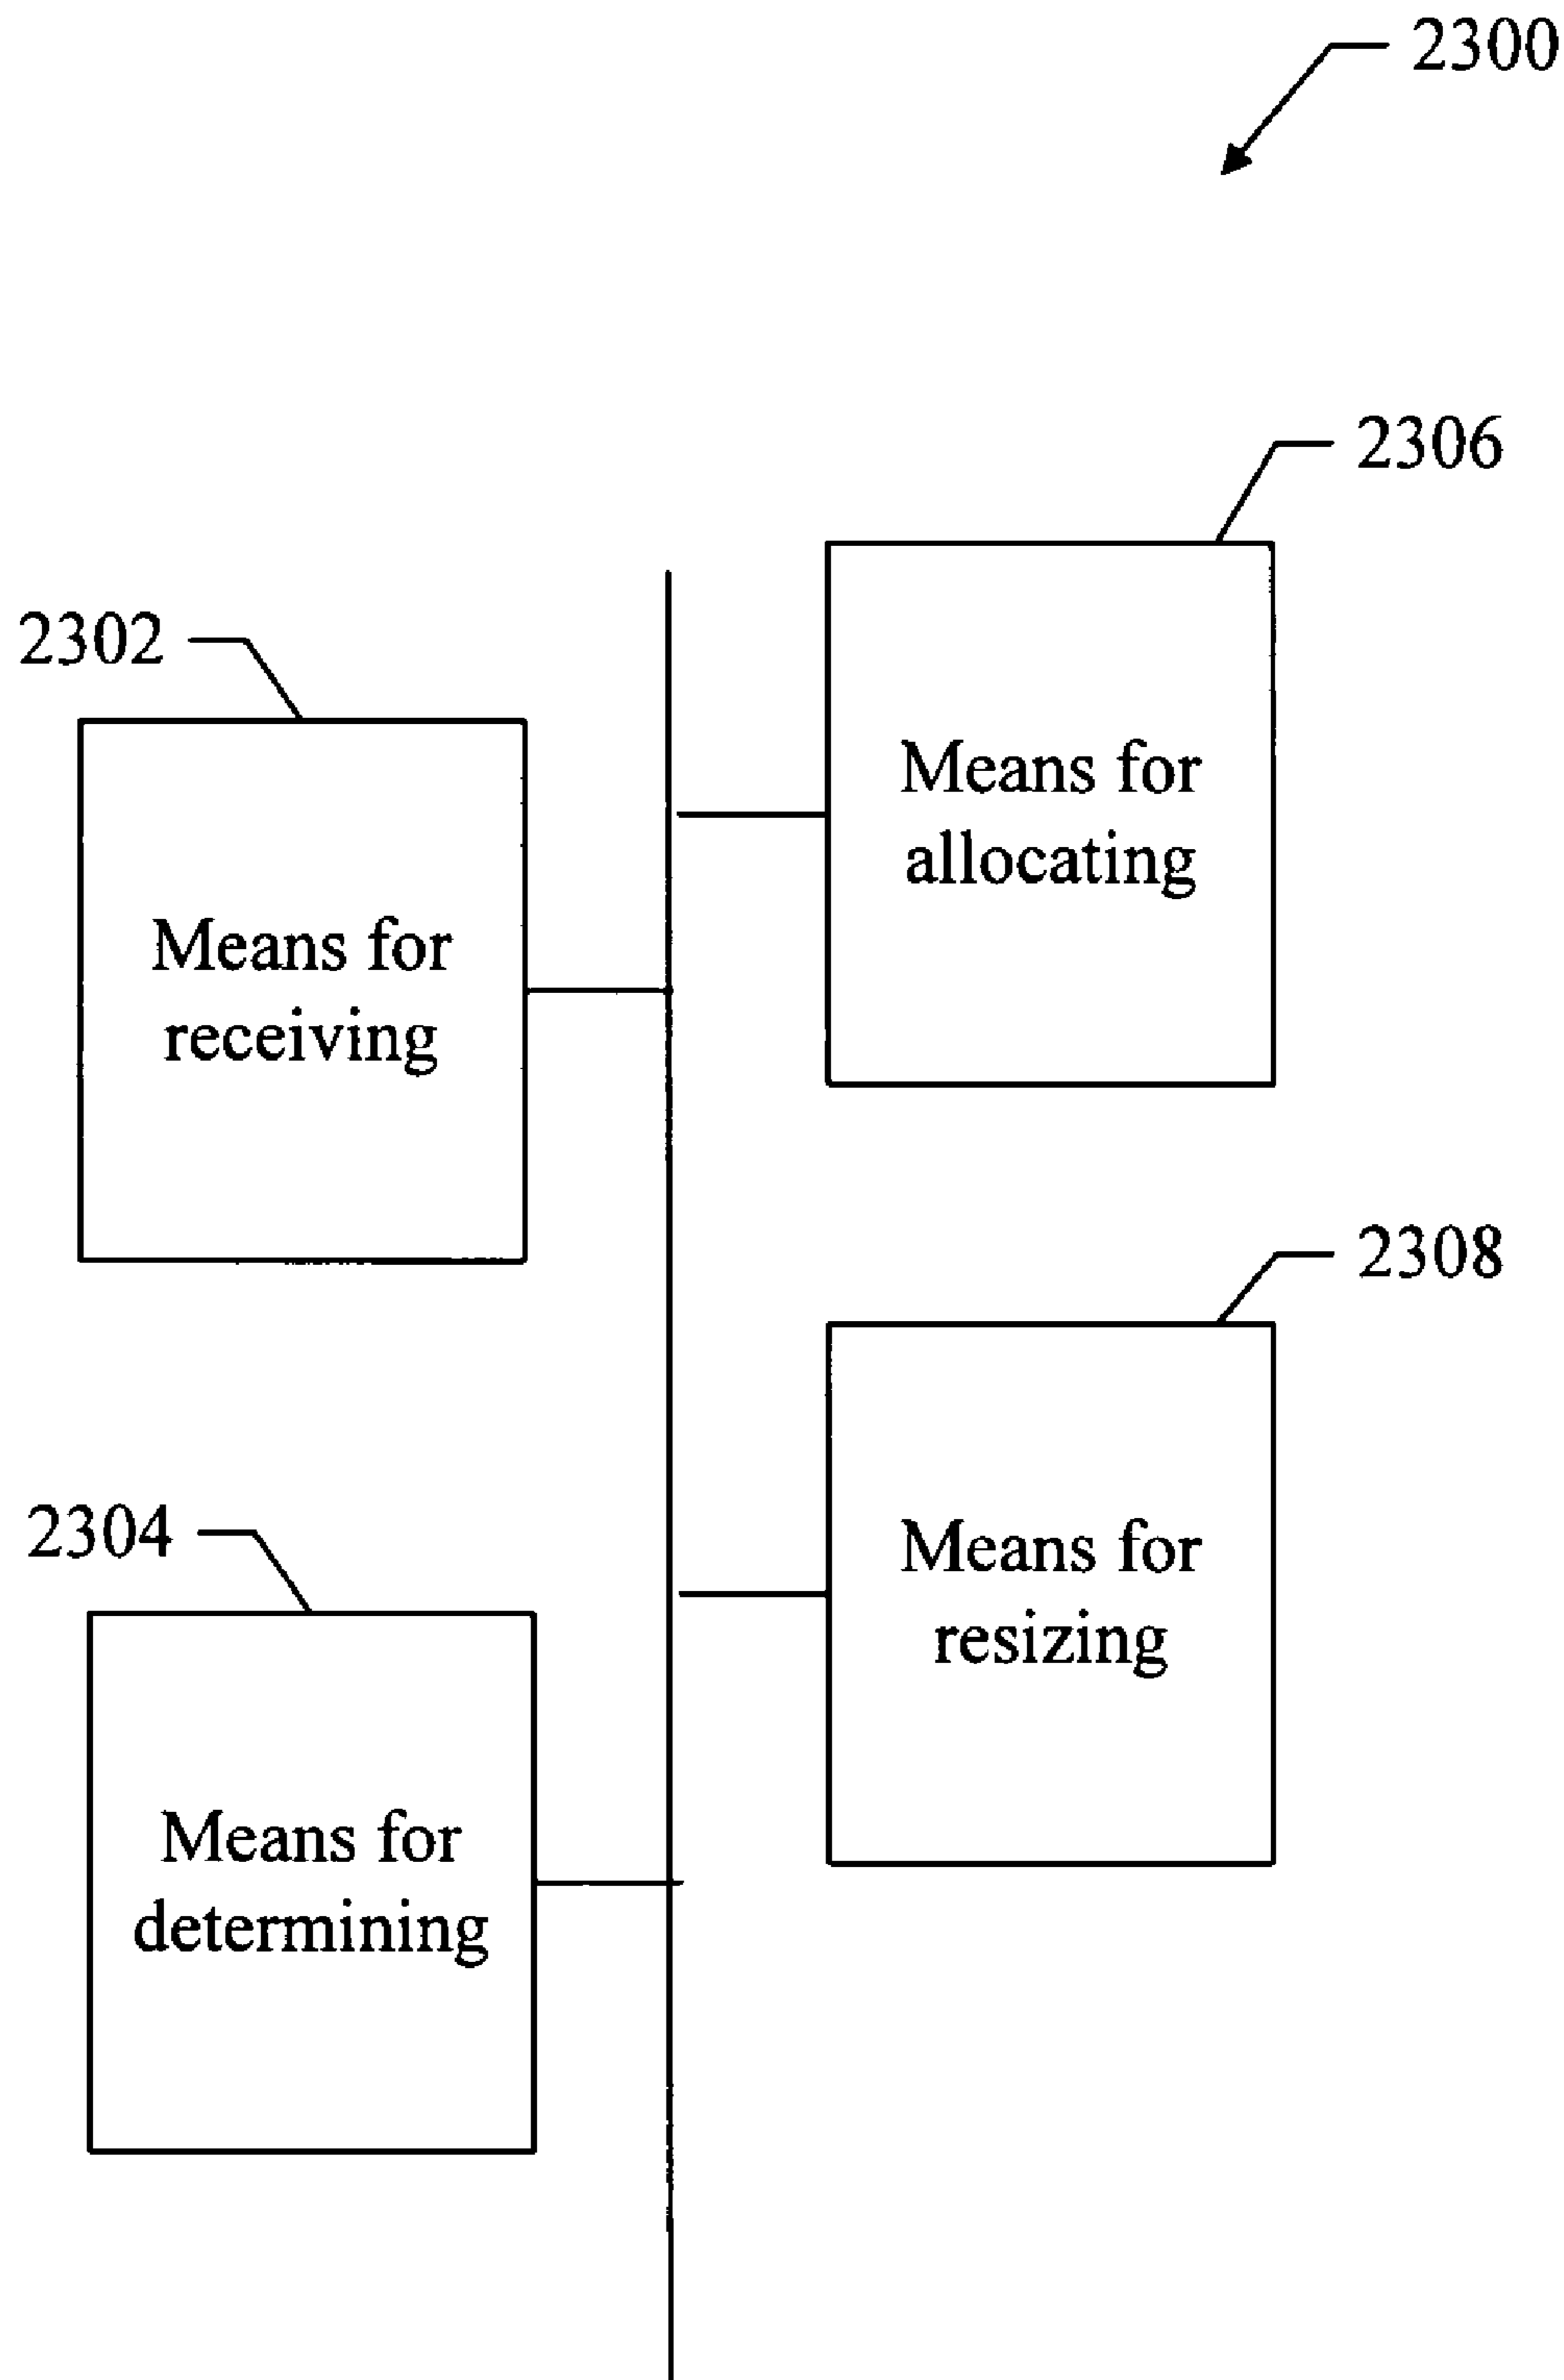 2300
2306
2302
Means for
allocating
Means for
receiving
2308
2304
Means for
resizing
Means for
determining